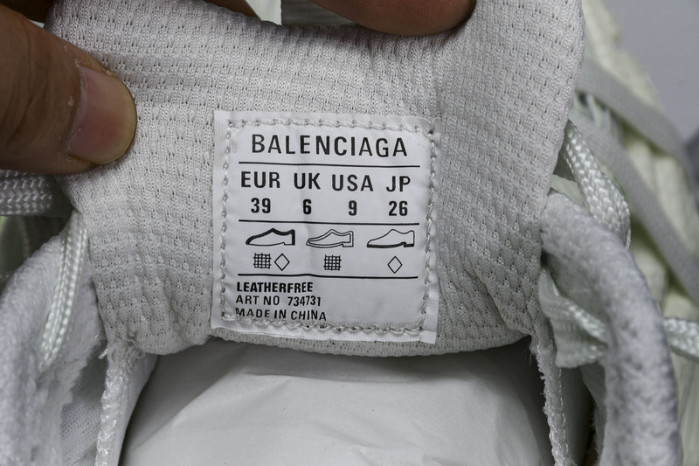 BALENCIAGA
EUR UK USA JP
39 6 9 26
LEATHERFREE
ART NO 734731
MADE IN CHINA